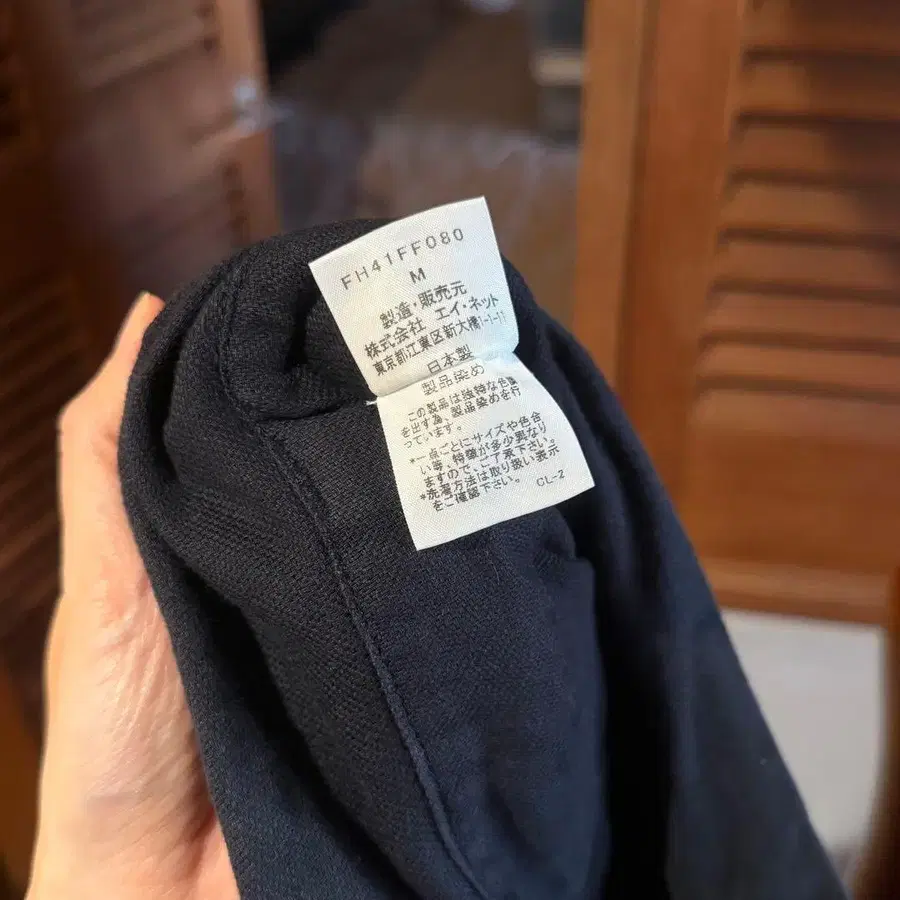 FH41FF080
M
製造・販売元
株式会社 エイ・ネット
東京都江東区新大橋1-1-11
日本製
製品染め
この製品は独特な色感
を出す為、製品染めを行
っています。
*一点ごとにサイズや色合
い等、特徴が多少異なり
ますので、ご了承下さい。
*洗濯方法は取り扱い表示
をご確認下さい。 CL-2